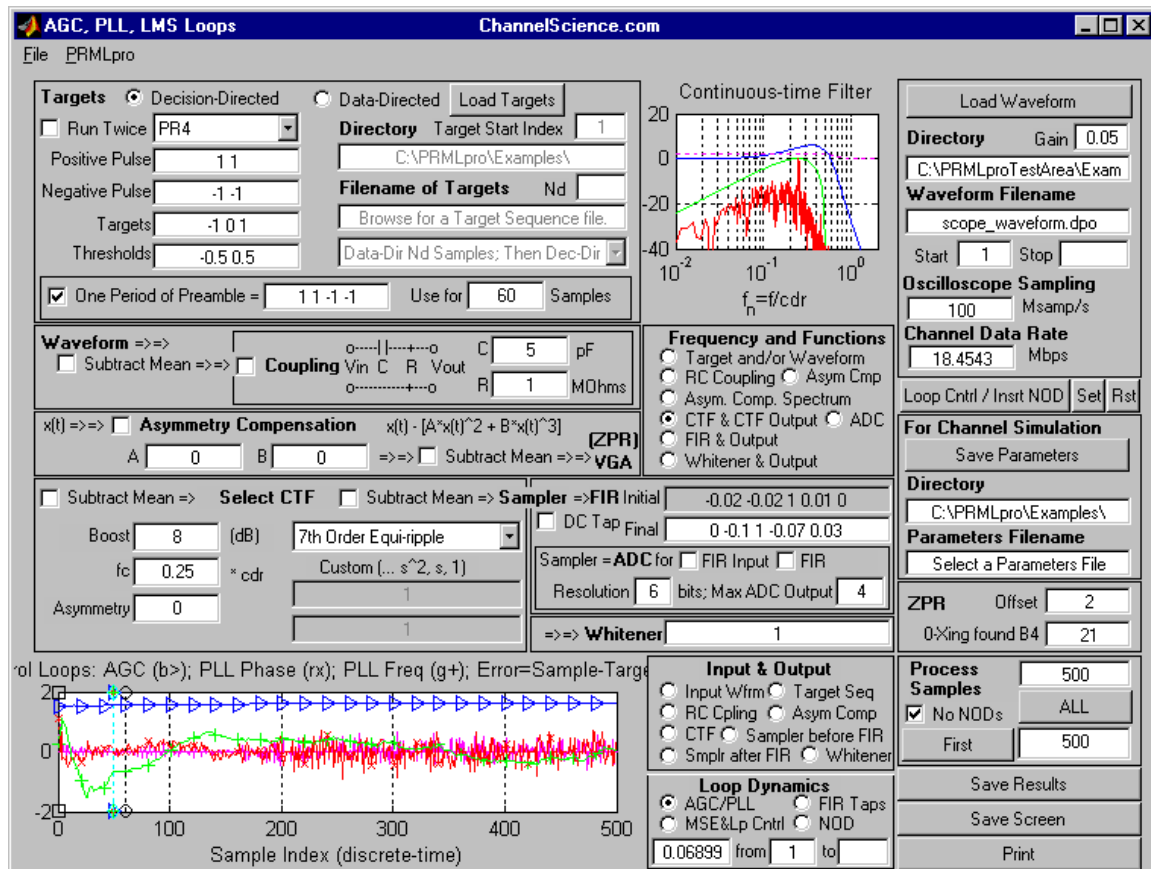 AGC, PLL, LMS Loops ChannelScience.com
File PRMLpro
Targets Decision-Directed Data-Directed Load Targets
Run Twice PR4 Directory Target Start Index 1
Positive Pulse 1 1 C:\PRMLpro\Examples\
Negative Pulse -1 -1 Filename of Targets Nd
Targets -1 0 1 Browse for a Target Sequence file.
Thresholds -0.5 0.5 Data-Dir Nd Samples; Then Dec-Dir
One Period of Preamble = 1 1 -1 -1 Use for 60 Samples
Continuous-time Filter
20
0
-20
-40
10^-2 10^-1 10^0
f_n=f/cdr
Load Waveform
Directory Gain 0.05
C:\PRMLproTestArea\Exam
Waveform Filename
scope_waveform.dpo
Start 1 Stop
Oscilloscope Sampling
100 Msamp/s
Channel Data Rate
18.4543 Mbps
Loop Cntrl / Insrt NOD Set Rst
Waveform =>=> o----| |----+---o C 5 pF
Subtract Mean =>=> Coupling Vin C R Vout
o-----------+---o R 1 MOhms
x(t) =>=> Asymmetry Compensation x(t) - [A*x(t)^2 + B*x(t)^3]
A 0 B 0 =>=> Subtract Mean =>=> (ZPR) VGA
Frequency and Functions
Target and/or Waveform
RC Coupling Asym Cmp
Asym. Comp. Spectrum
CTF & CTF Output ADC
FIR & Output
Whitener & Output
For Channel Simulation
Save Parameters
Directory
C:\PRMLpro\Examples\
Parameters Filename
Select a Parameters File
Subtract Mean => Select CTF Subtract Mean => Sampler =>FIR Initial -0.02 -0.02 1 0.01 0
DC Tap Final 0 -0.1 1 -0.07 0.03
Boost 8 (dB) 7th Order Equi-ripple
fc 0.25 * cdr Custom (... s^2, s, 1)
1
Asymmetry 0
1
Sampler = ADC for FIR Input FIR
Resolution 6 bits; Max ADC Output 4
=>=> Whitener 1
ZPR Offset 2
0-Xing found B4 21
rol Loops: AGC (b>); PLL Phase (rx); PLL Freq (g+); Error=Sample-Targe
2
0
-2
0 100 200 300 400 500
Sample Index (discrete-time)
Input & Output
Input Wfrm Target Seq
RC Cpling Asym Comp
CTF Sampler before FIR
Smplr after FIR Whitener
Loop Dynamics
AGC/PLL FIR Taps
MSE&Lp Cntrl NOD
0.06899 from 1 to
Process Samples 500
No NODs ALL
First 500
Save Results
Save Screen
Print